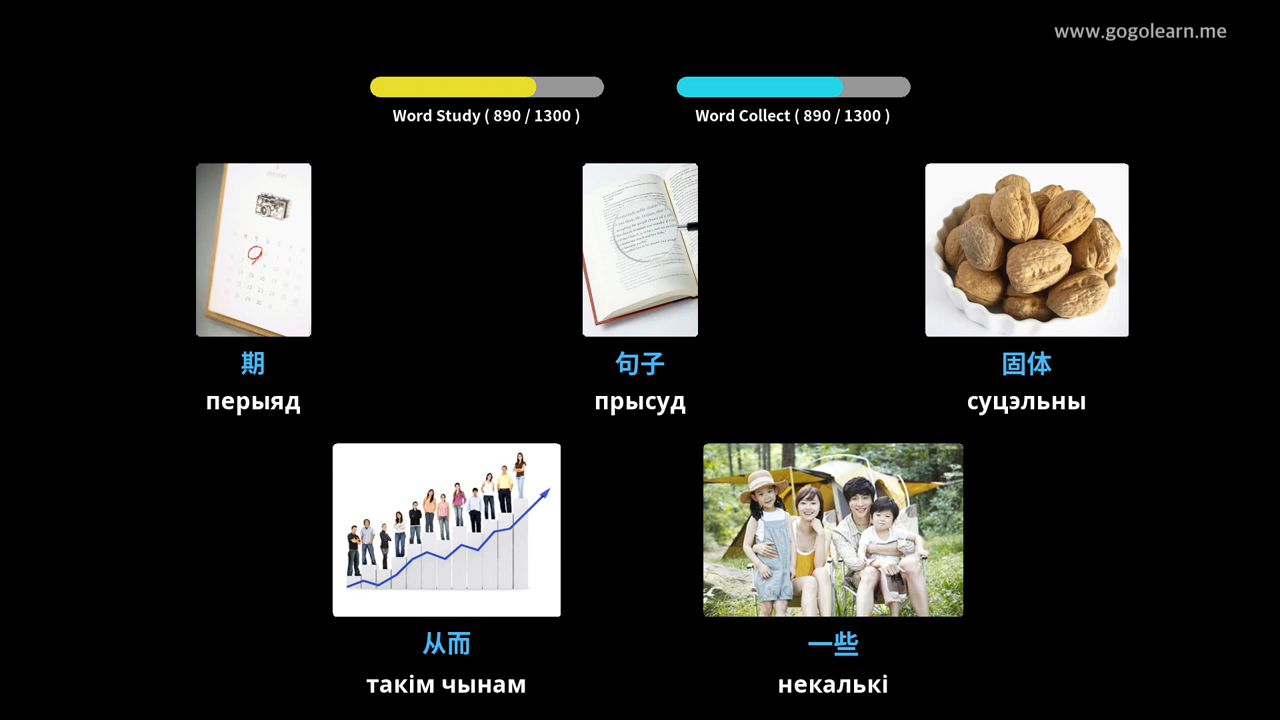 www.gogolearn.me
Word Study ( 890 / 1300 )
Word Collect ( 890 / 1300 )
期
句子
固体
перыяд
прысуд
суцэльны
从而
一些
такім чынам
некалькі